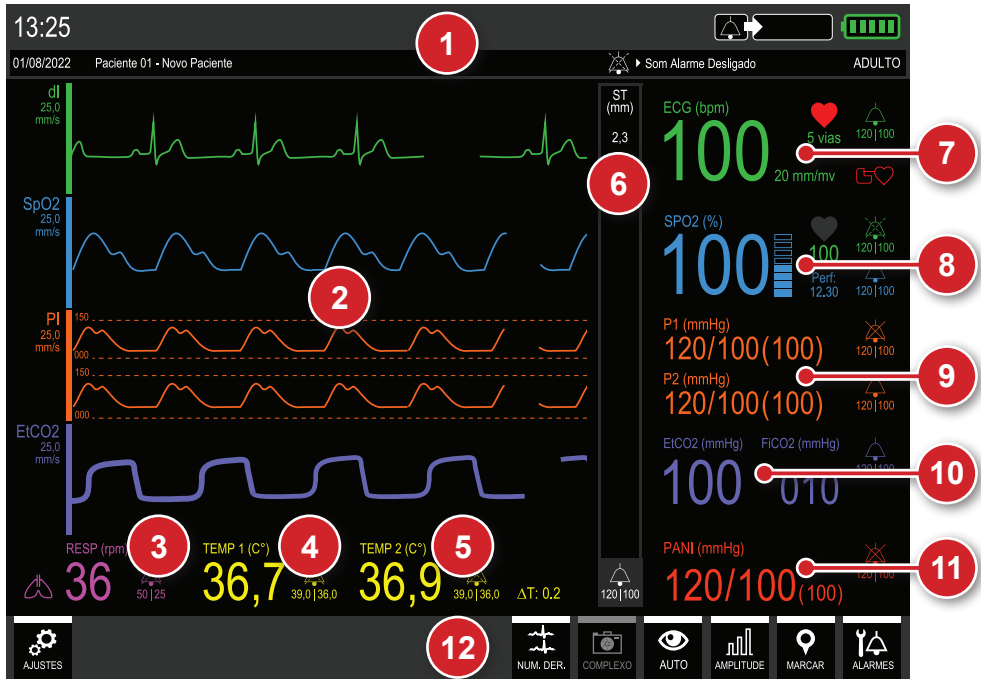 13:25
1
01/08/2022 Paciente 01 - Novo Paciente Som Alarme Desligado ADULTO
dI
25,0
mm/s
SpO2
25,0
mm/s
2
PI
25,0
mm/s
150
000
150
000
EtCO2
25,0
mm/s
ST
(mm)
2,3
6
120|100
ECG (bpm)
100
5 vias
20 mm/mv
120|100
7
SPO2 (%)
100
100
Perf:
12.30
120|100
120|100
8
P1 (mmHg)
120/100(100)
120|100
P2 (mmHg)
120/100(100)
120|100
9
EtCO2 (mmHg) FiCO2 (mmHg)
100 010
120|100
10
PANI (mmHg)
120/100(100)
120|100
11
RESP (rpm) 3
36 50|25
TEMP 1 (C°) 4
36,7 39,0|36,0
TEMP 2 (C°) 5
36,9 39,0|36,0 ΔT: 0.2
12
AJUSTES NUM. DER. COMPLEXO AUTO AMPLITUDE MARCAR ALARMES